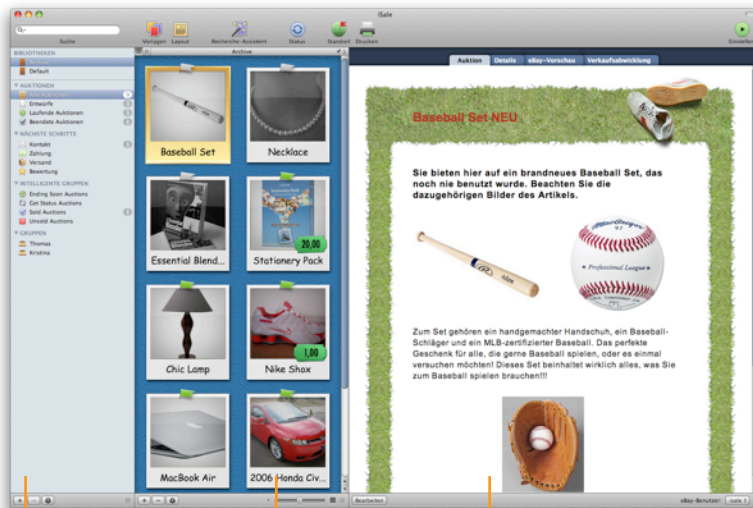 iSale
Suche
Vorlagen Layout Recherche-Assistent Status Standort Drucken Einstellen
BIBLIOTHEKEN
Archive
Default
AUKTIONEN
Entwürfe
Laufende Auktionen
Beendete Auktionen
NÄCHSTE SCHRITTE
Kontakt
Zahlung
Versand
Bewertung
INTELLIGENTE GRUPPEN
Ending Soon Auctions
Get Status Auctions
Sold Auctions
Unsold Auctions
GRUPPEN
Thomas
Kristina
Archive
Baseball Set
Necklace
Essential Blend...
Stationery Pack
20,00
Chic Lamp
Nike Shox
1,00
MacBook Air
2006 Honda Civ...
Auktion Details eBay-Vorschau Verkaufsabwicklung
Baseball Set NEU
Sie bieten hier auf ein brandneues Baseball Set, das
noch nie benutzt wurde. Beachten Sie die
dazugehörigen Bilder des Artikels.
Professional League
Zum Set gehören ein handgemachter Handschuh, ein Baseball-
Schläger und ein MLB-zertifizierter Baseball. Das perfekte
Geschenk für alle, die gerne Baseball spielen, oder es einmal
versuchen möchten! Dieses Set beinhaltet wirklich alles, was Sie
zum Baseball spielen brauchen!!!
Bearbeiten
eBay-Benutzer: isale